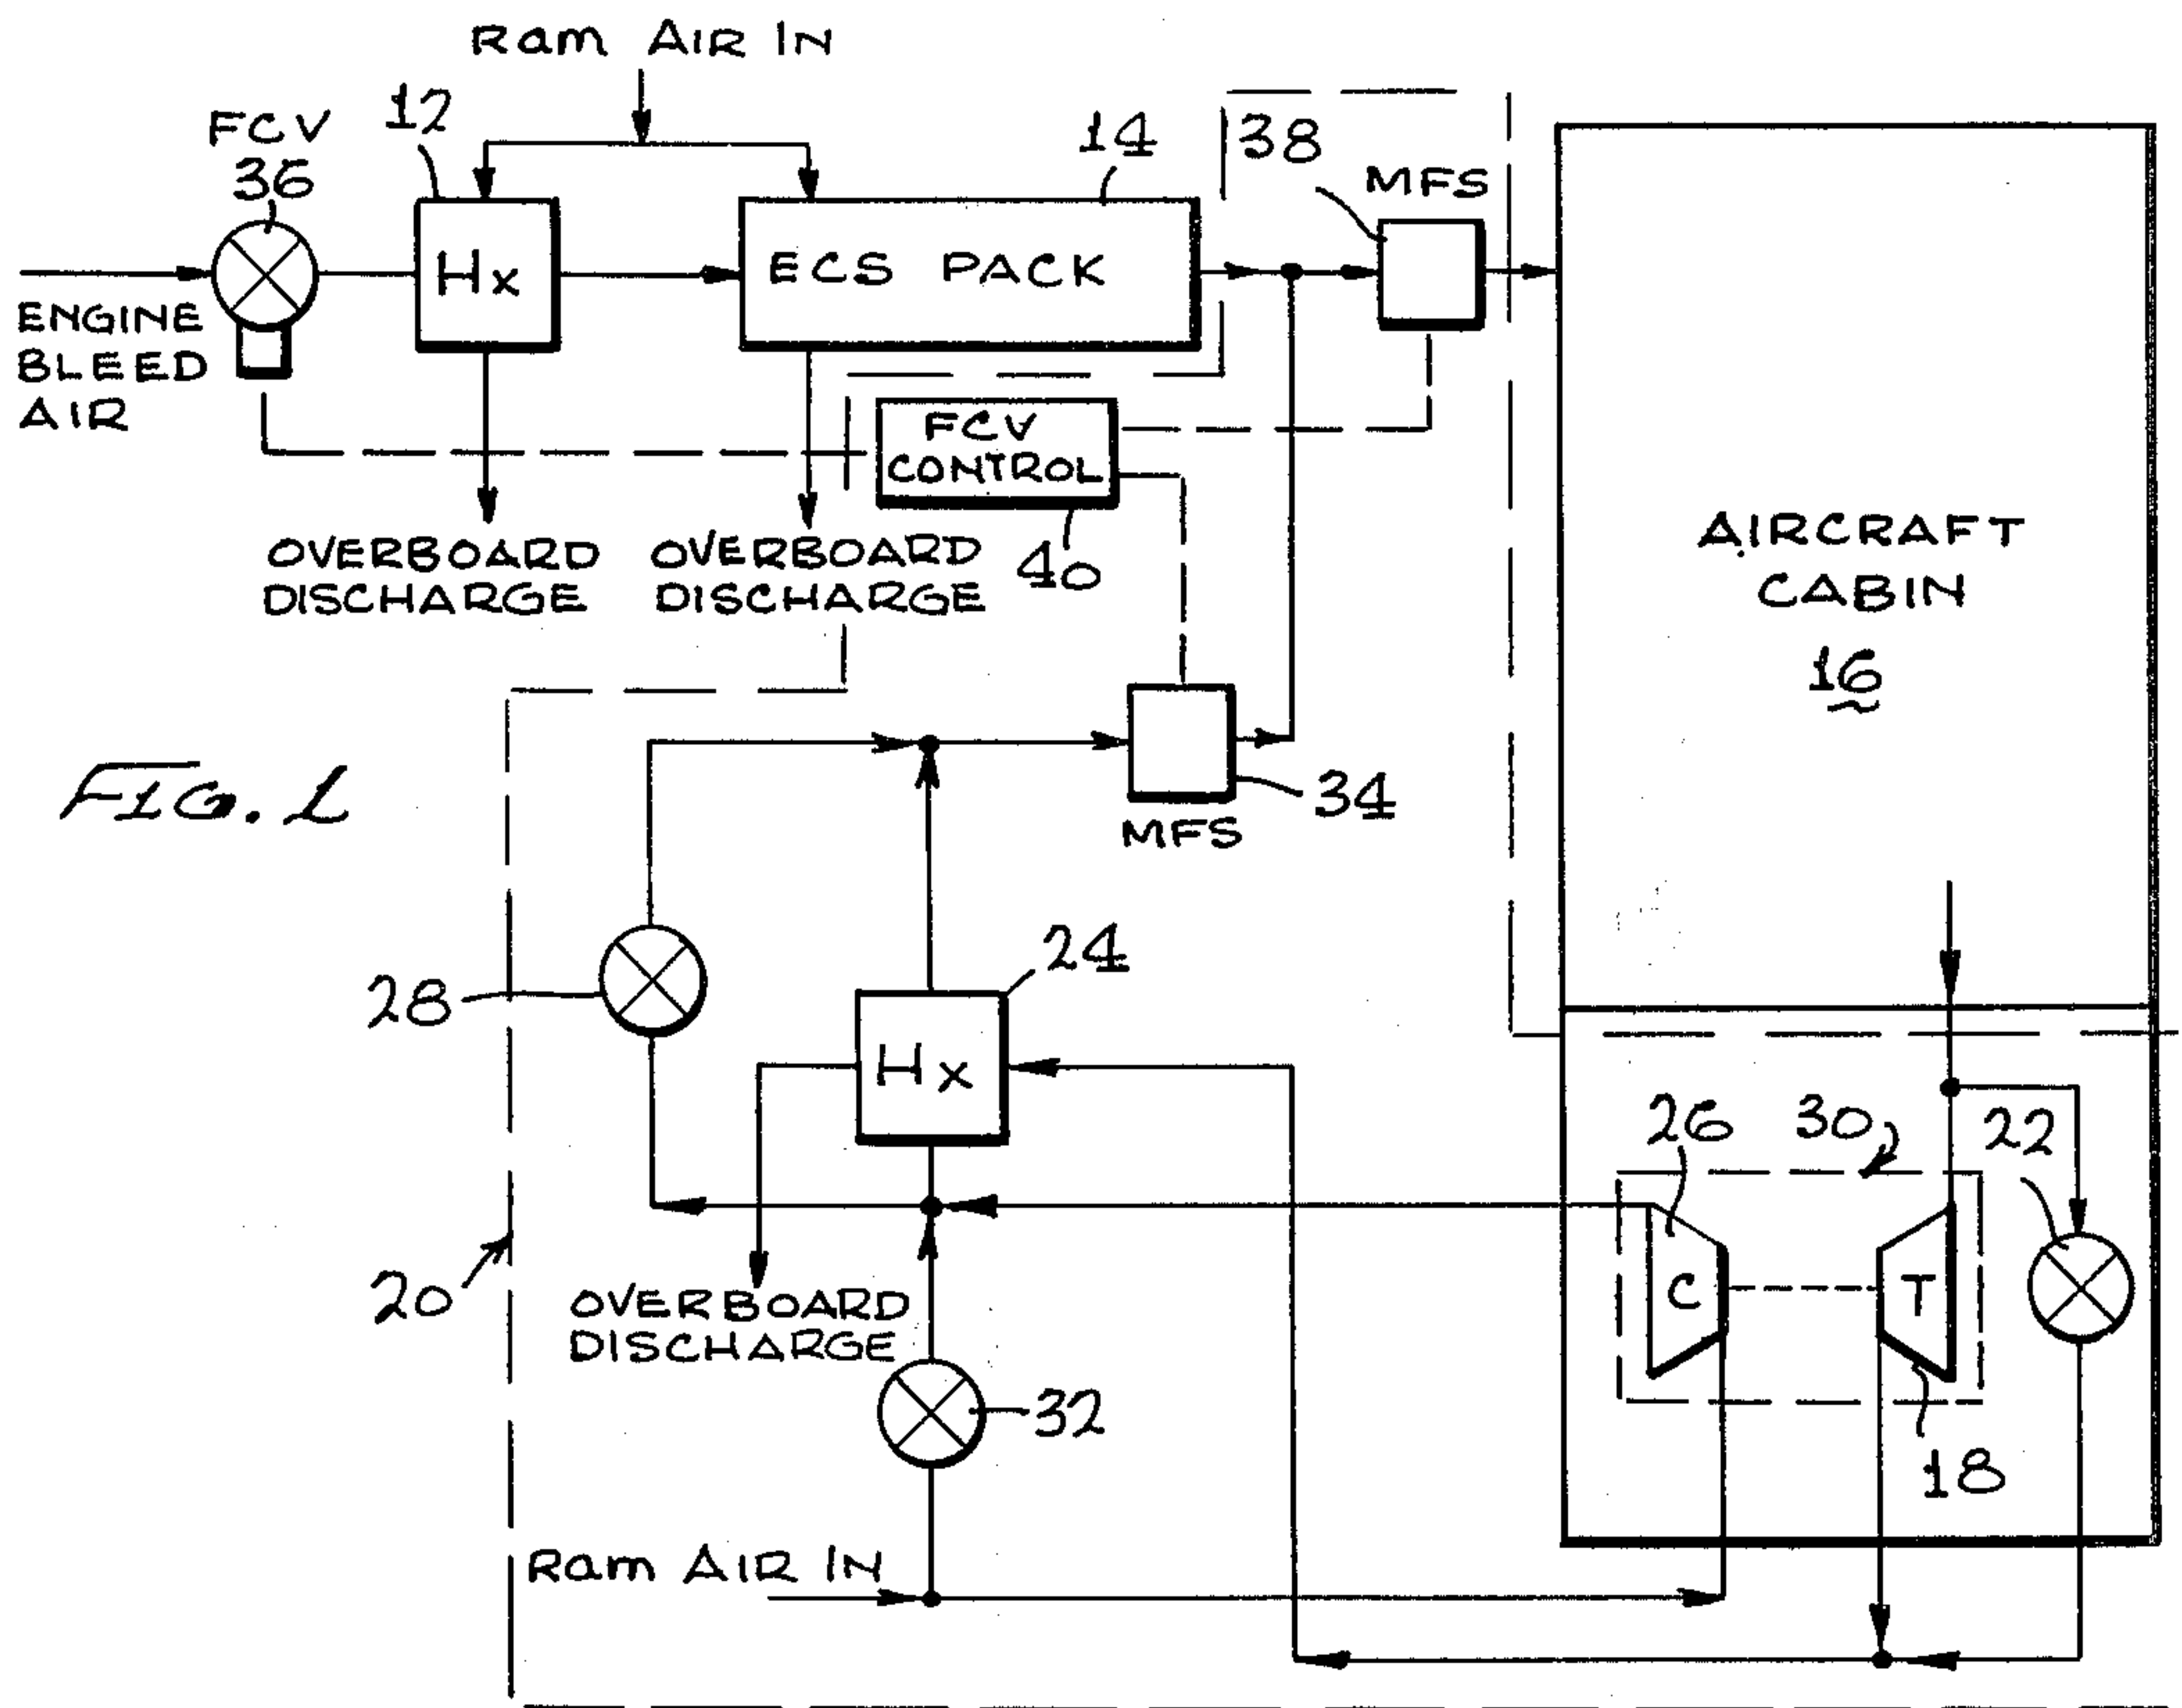 Ram AIR IN
12
FCV
36
14
38
MFS
Hx
ECS PACK
ENGINE
BLEED
AIR
FCV
CONTROL
40
OVERBOARD
DISCHARGE
OVERBOARD
DISCHARGE
AIRCRAFT
CABIN
16
FIG. 1
34
MFS
24
28
Hx
26
30
22
20
C
T
OVERBOARD
DISCHARGE
32
18
Ram AIR IN